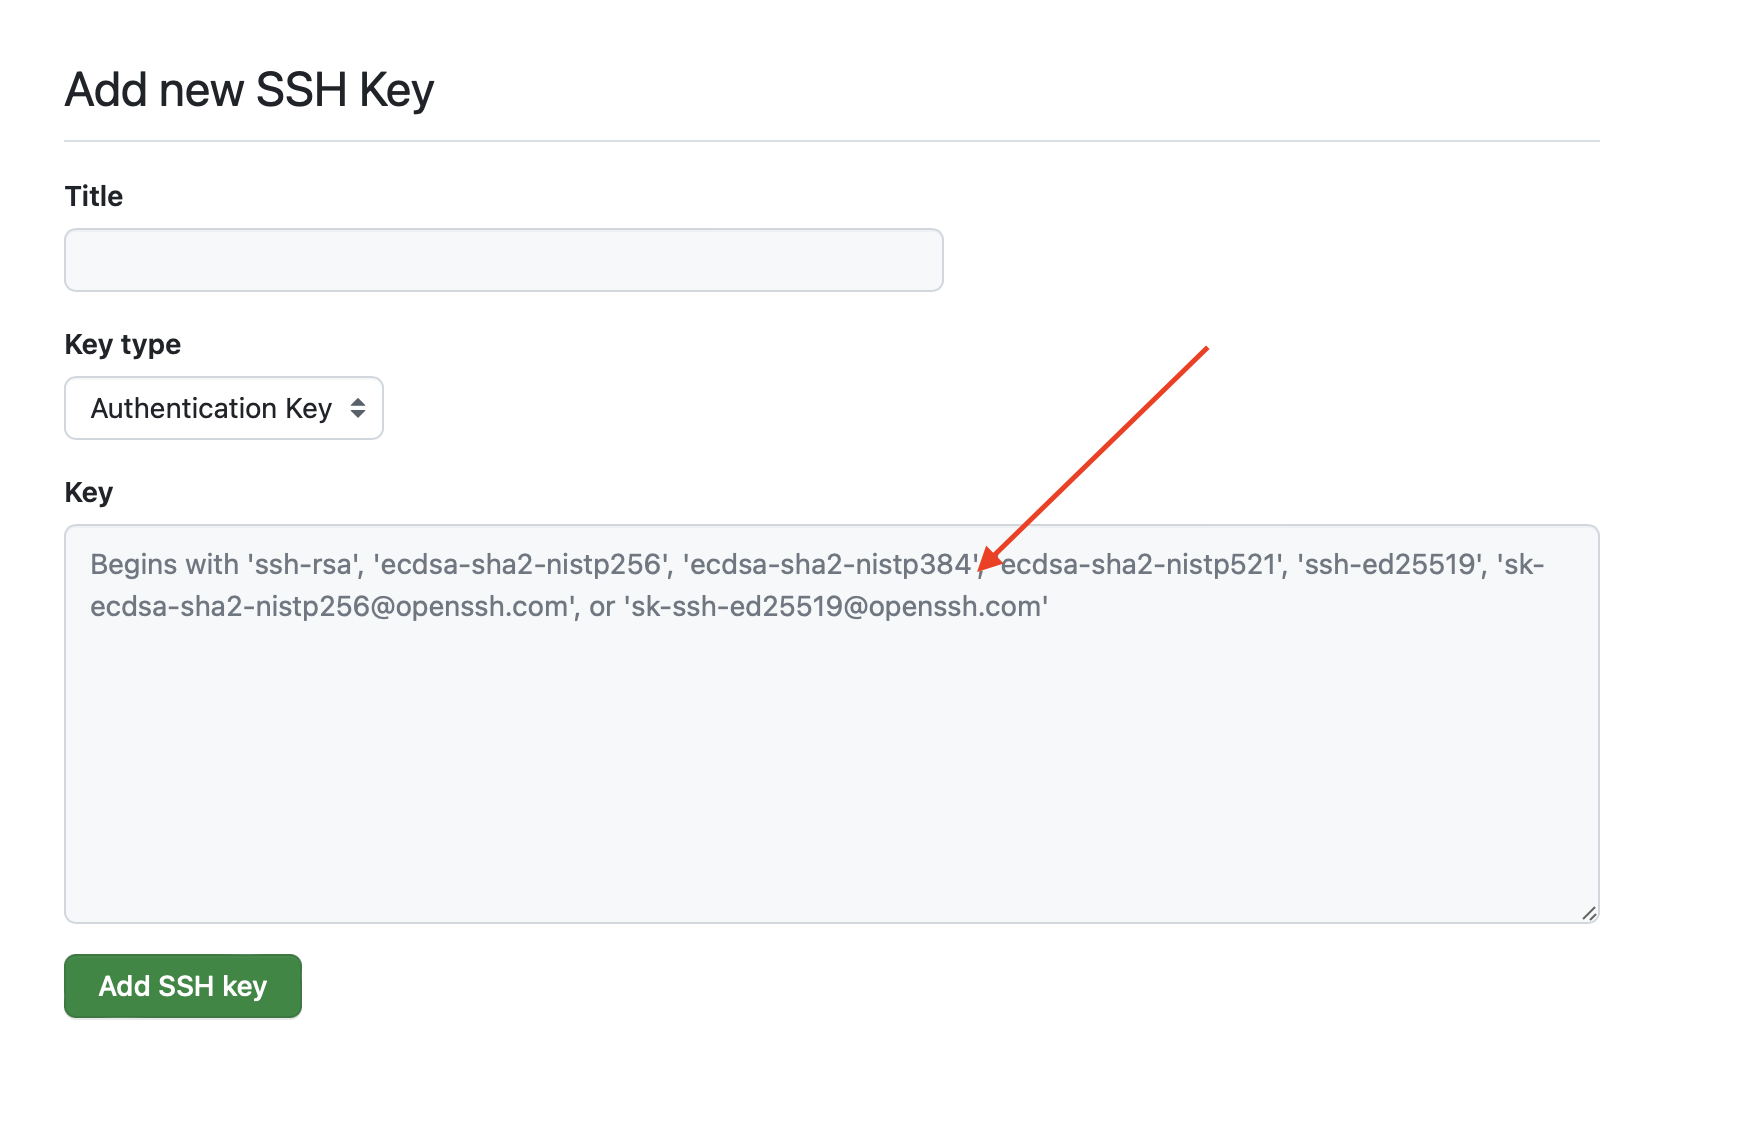 Add new SSH Key
Title
Key type
Authentication Key
Key
Begins with 'ssh-rsa', 'ecdsa-sha2-nistp256', 'ecdsa-sha2-nistp384', 'ecdsa-sha2-nistp521', 'ssh-ed25519', 'sk-
ecdsa-sha2-nistp256@openssh.com', or 'sk-ssh-ed25519@openssh.com'
Add SSH key